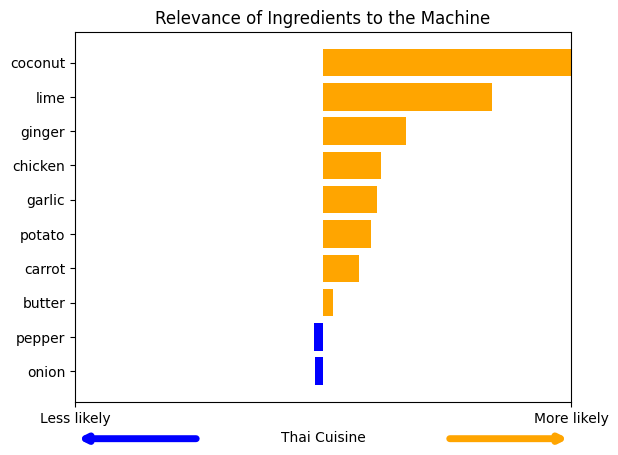 Relevance of Ingredients to the Machine
coconut
lime
ginger
chicken
garlic
potato
carrot
butter
pepper
onion
Less likely
More likely
Thai Cuisine